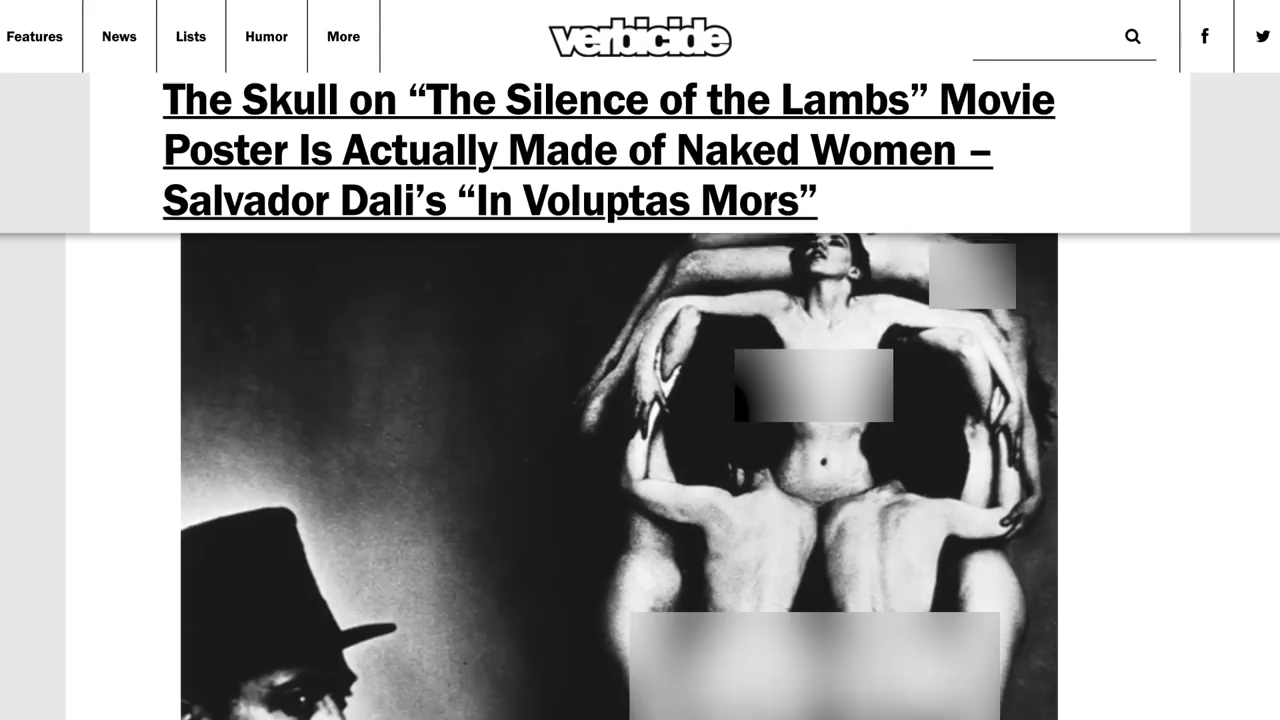 Features News Lists Humor More verbicide
The Skull on “The Silence of the Lambs” Movie
Poster Is Actually Made of Naked Women –
Salvador Dali’s “In Voluptas Mors”